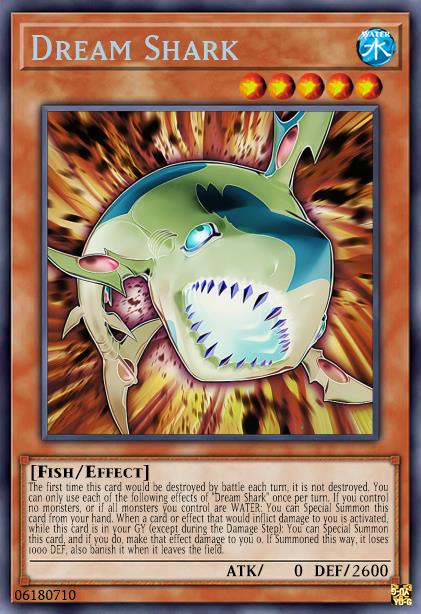 DREAM SHARK
WATER
水
[FISH/EFFECT]
The first time this card would be destroyed by battle each turn, it is not destroyed. You
can only use each of the following effects of "Dream Shark" once per turn. If you control
no monsters, or if all monsters you control are WATER: You can Special Summon this
card from your hand. When a card or effect that would inflict damage to you is activated,
while this card is in your GY (except during the Damage Step): You can Special Summon
this card, and if you do, make that effect damage to you 0. If Summoned this way, it loses
1000 DEF, also banish it when it leaves the field.
ATK/ 0 DEF/2600
06180710